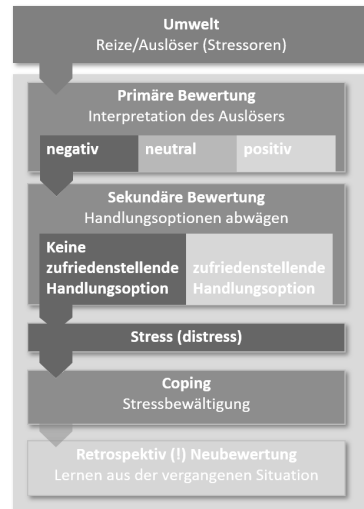 Umwelt
Reize/Auslöser (Stressoren)
Primäre Bewertung
Interpretation des Auslösers
negativ neutral positiv
Sekundäre Bewertung
Handlungsoptionen abwägen
Keine
zufriedenstellende zufriedenstellende
Handlungsoption Handlungsoption
Stress (distress)
Coping
Stressbewältigung
Retrospektiv (!) Neubewertung
Lernen aus der vergangenen Situation